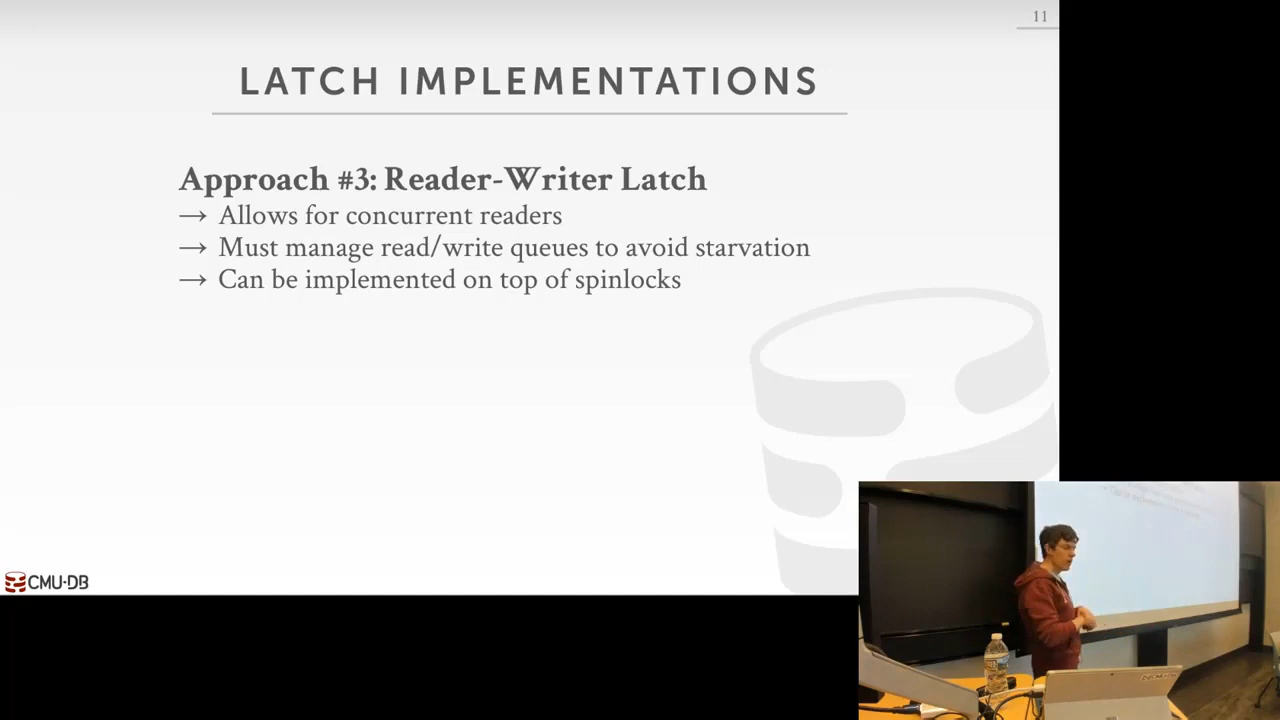 11
LATCH IMPLEMENTATIONS
Approach #3: Reader-Writer Latch
→ Allows for concurrent readers
→ Must manage read/write queues to avoid starvation
→ Can be implemented on top of spinlocks
CMU·DB